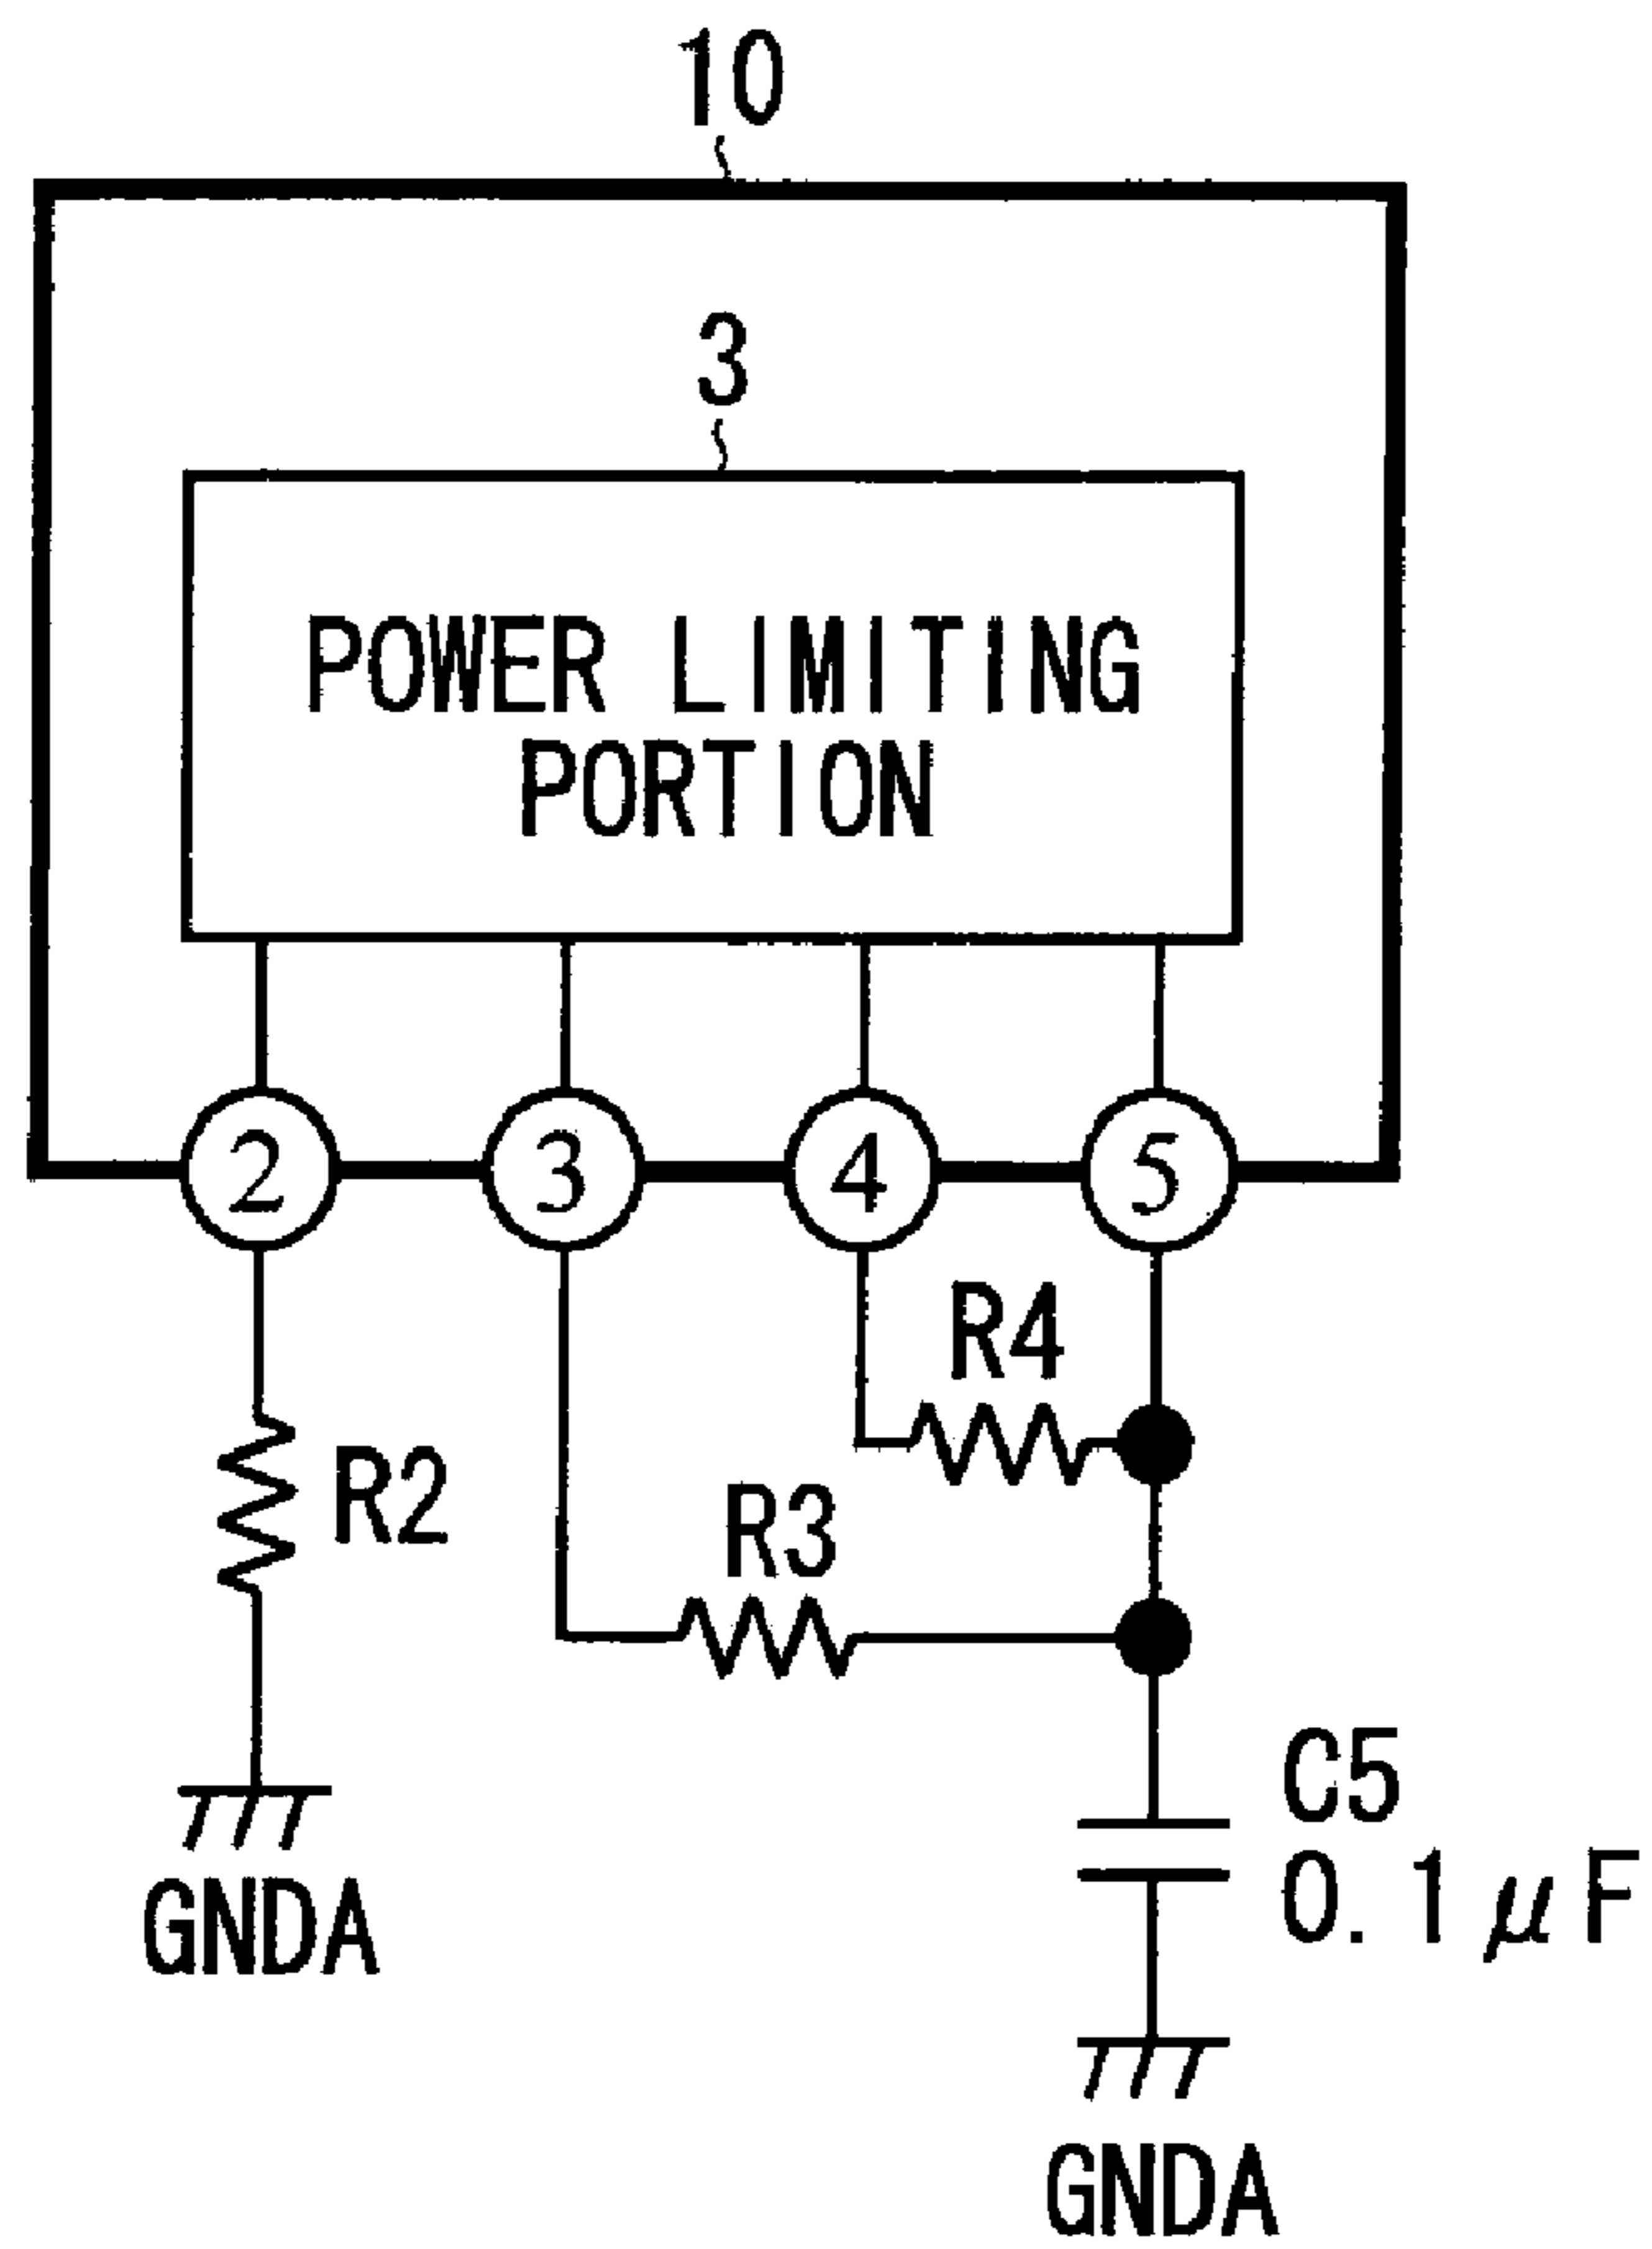 10
3
POWER LIMITING
PORTION
2 3 4 5
R4
R2
R3
C5
0.1μF
GNDA
GNDA